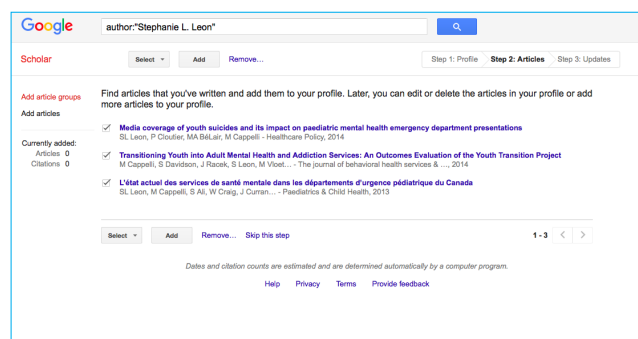 Google
author:"Stephanie L. Leon"
Scholar
Select
Add
Remove...
Step 1: Profile
Step 2: Articles
Step 3: Updates
Add article groups
Add articles
Currently added:
Articles 0
Citations 0
Find articles that you've written and add them to your profile. Later, you can edit or delete the articles in your profile or add
more articles to your profile.
Media coverage of youth suicides and its impact on paediatric mental health emergency department presentations
SL Leon, P Cloutier, MA BéLair, M Cappelli - Healthcare Policy, 2014
Transitioning Youth into Adult Mental Health and Addiction Services: An Outcomes Evaluation of the Youth Transition Project
M Cappelli, S Davidson, J Racek, S Leon, M Vloet... - The journal of behavioral health services & ..., 2014
L'état actuel des services de santé mentale dans les départements d'urgence pédiatrique du Canada
SL Leon, M Cappelli, S Ali, W Craig, J Curran... - Paediatrics & Child Health, 2013
Select
Add
Remove...
Skip this step
1 - 3
Dates and citation counts are estimated and are determined automatically by a computer program.
Help
Privacy
Terms
Provide feedback